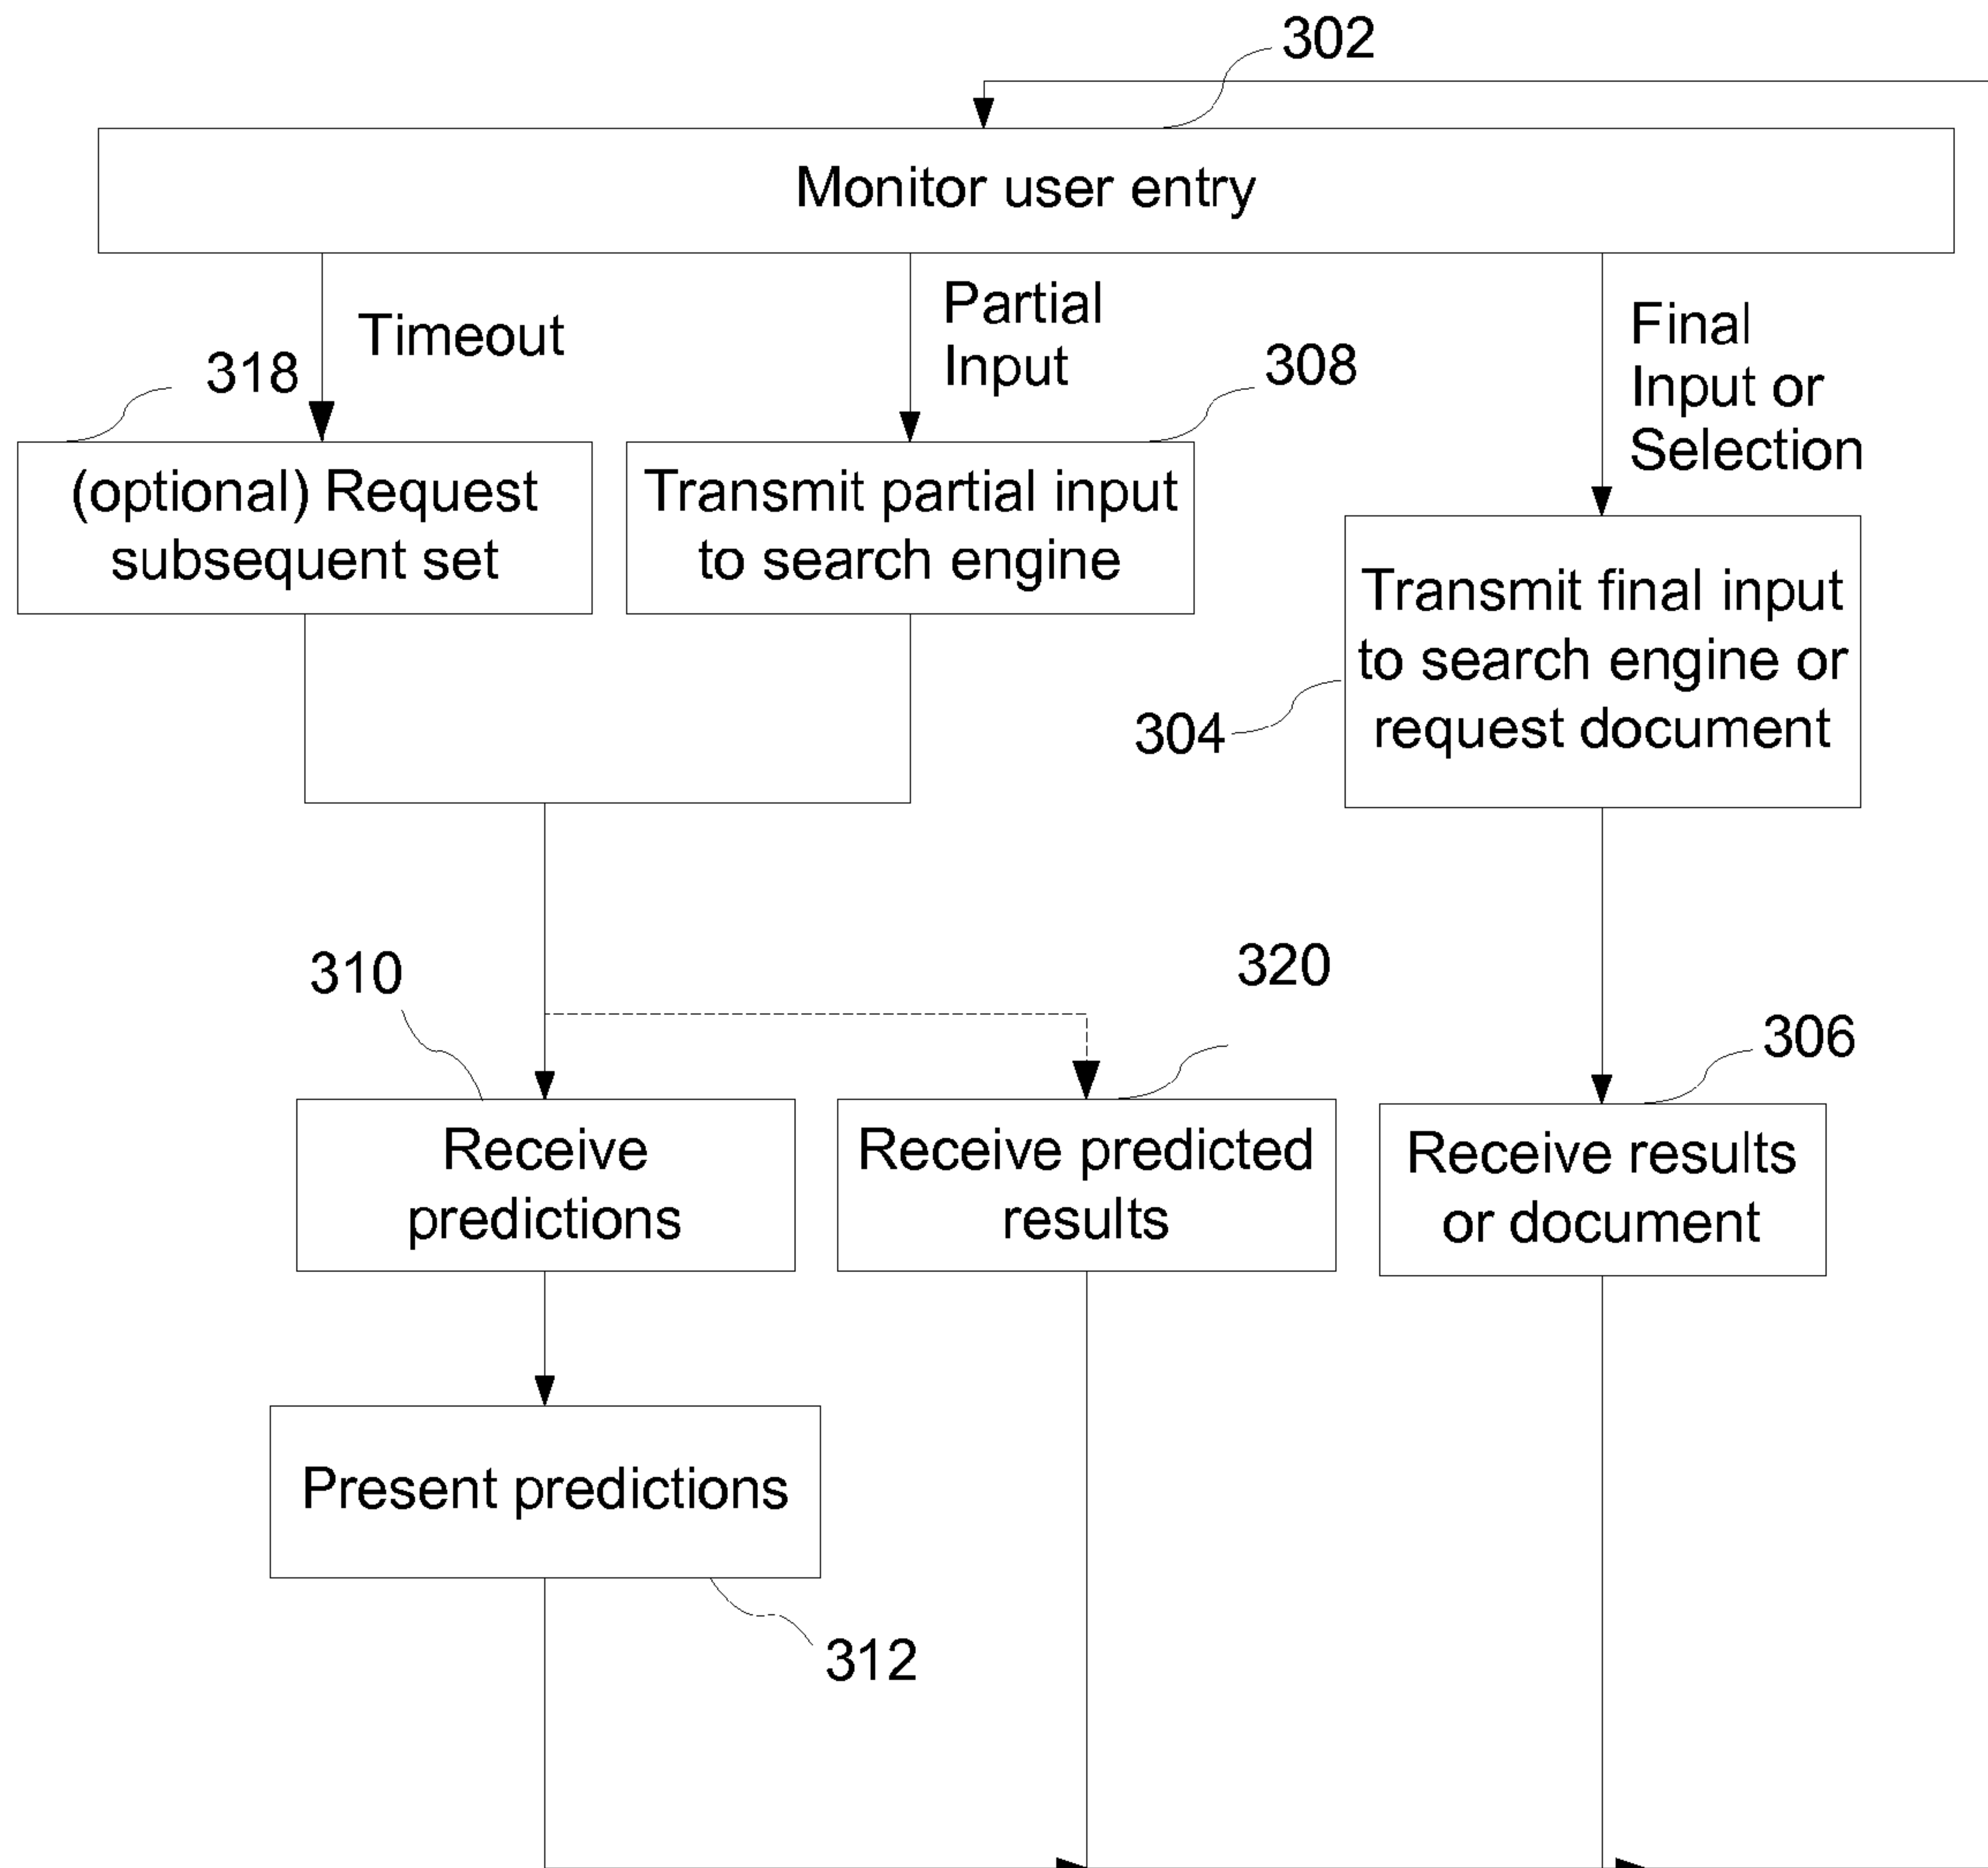 302
Monitor user entry
Timeout
318
Partial
Input
308
Final
Input or
Selection
(optional) Request
subsequent set
Transmit partial input
to search engine
Transmit final input
to search engine or
request document
304
310
320
306
Receive
predictions
Receive predicted
results
Receive results
or document
Present predictions
312